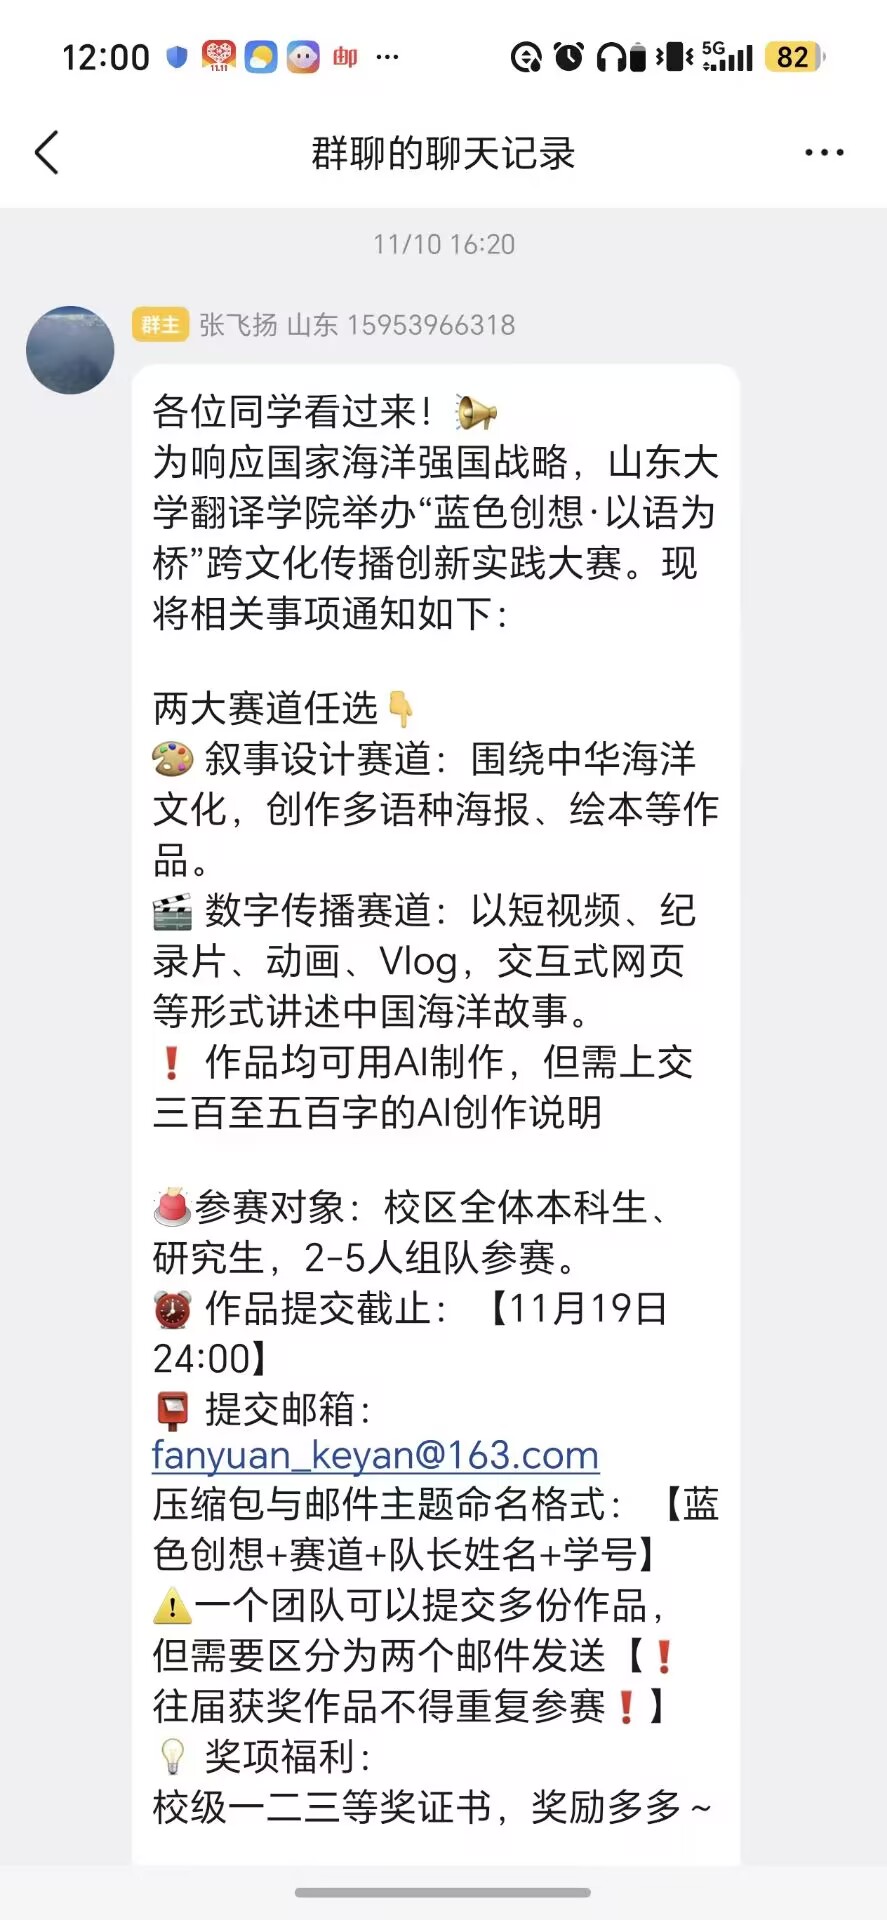 12:00
11.11
邮
5G
82
群聊的聊天记录
11/10 16:20
群主 张飞扬 山东 15953966318
各位同学看过来！
为响应国家海洋强国战略，山东大
学翻译学院举办“蓝色创想·以语为
桥”跨文化传播创新实践大赛。现
将相关事项通知如下：
两大赛道任选👇
🎨 叙事设计赛道：围绕中华海洋
文化，创作多语种海报、绘本等作
品。
🎬 数字传播赛道：以短视频、纪
录片、动画、Vlog，交互式网页
等形式讲述中国海洋故事。
❗ 作品均可用AI制作，但需上交
三百至五百字的AI创作说明
🚨参赛对象：校区全体本科生、
研究生，2-5人组队参赛。
⏰ 作品提交截止：【11月19日
24:00】
📮 提交邮箱：
fanyuan_keyan@163.com
压缩包与邮件主题命名格式：【蓝
色创想+赛道+队长姓名+学号】
⚠️一个团队可以提交多份作品，
但需要区分为两个邮件发送【❗
往届获奖作品不得重复参赛❗】
💡 奖项福利：
校级一二三等奖证书，奖励多多～